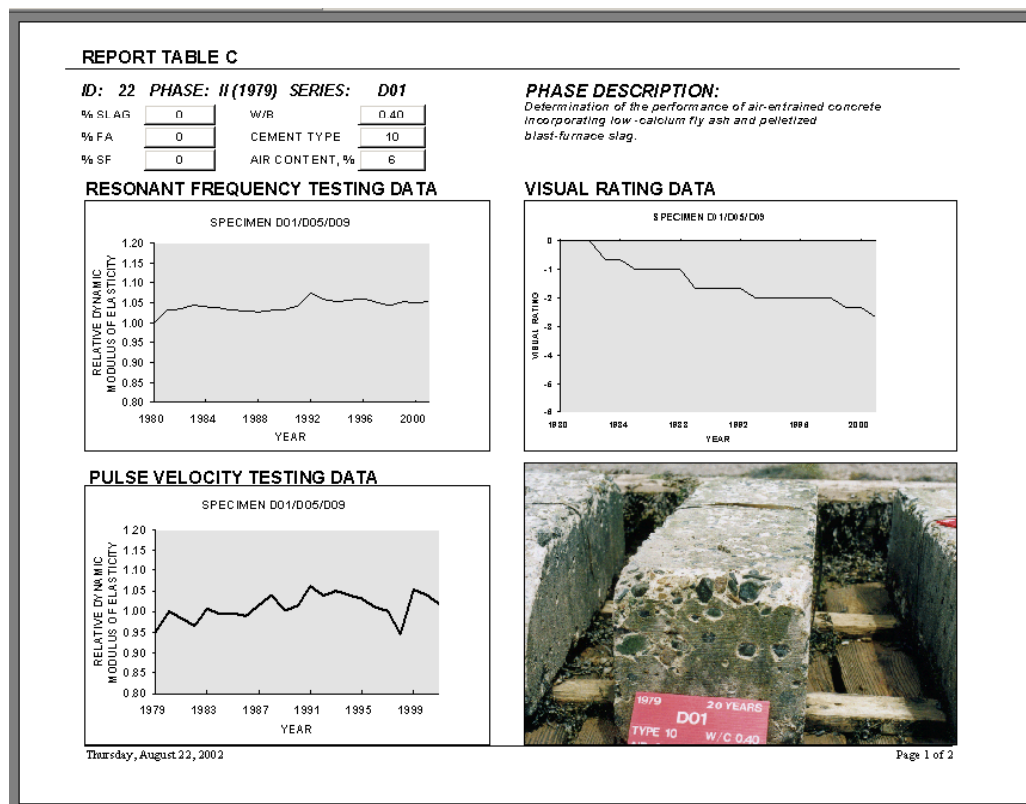 REPORT TABLE C
ID: 22 PHASE: II (1979) SERIES: D01
% SLAG 0 W/B 0.40
% FA 0 CEMENT TYPE 10
% SF 0 AIR CONTENT, % 6
PHASE DESCRIPTION:
Determination of the performance of air-entrained concrete
incorporating low-calcium fly ash and pelletized
blast-furnace slag.
RESONANT FREQUENCY TESTING DATA
SPECIMEN D01/D05/D09
RELATIVE DYNAMIC
MODULUS OF ELASTICITY
1.20
1.15
1.10
1.05
1.00
0.95
0.90
0.85
0.80
1980 1984 1988 1992 1996 2000
YEAR
VISUAL RATING DATA
SPECIMEN D01/D05/D09
VISUAL RATING
0
-1
-2
-3
-4
-5
-6
1980 1984 1988 1992 1996 2000
YEAR
PULSE VELOCITY TESTING DATA
SPECIMEN D01/D05/D09
RELATIVE DYNAMIC
MODULUS OF ELASTICITY
1.20
1.15
1.10
1.05
1.00
0.95
0.90
0.85
0.80
1979 1983 1987 1991 1995 1999
YEAR
1979 20 YEARS
D01
TYPE 10 W/C 0.40
Thursday, August 22, 2002
Page 1 of 2